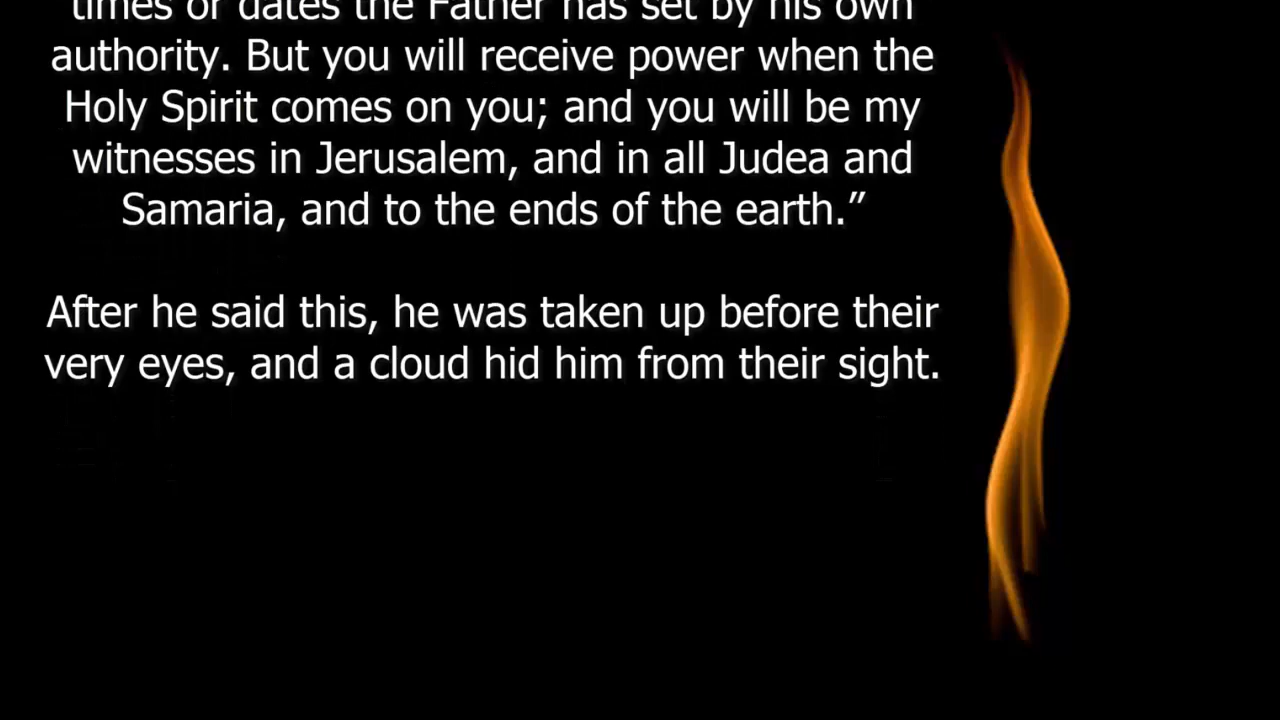 times or dates the Father has set by his own
authority. But you will receive power when the
Holy Spirit comes on you; and you will be my
witnesses in Jerusalem, and in all Judea and
Samaria, and to the ends of the earth.”
After he said this, he was taken up before their
very eyes, and a cloud hid him from their sight.